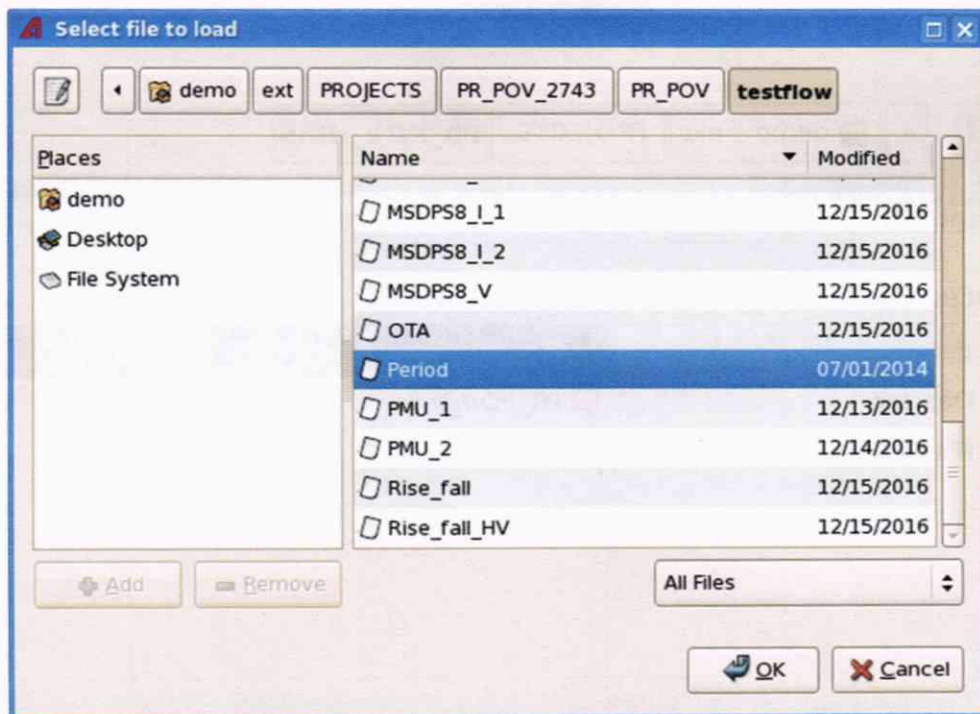 Select file to load
demo ext PROJECTS PR_POV_2743 PR_POV testflow
Places
demo
Desktop
File System
Name Modified
MSDPS8_I_1 12/15/2016
MSDPS8_I_2 12/15/2016
MSDPS8_V 12/15/2016
OTA 12/15/2016
Period 07/01/2014
PMU_1 12/13/2016
PMU_2 12/14/2016
Rise_fall 12/15/2016
Rise_fall_HV 12/15/2016
Add Remove
All Files
OK Cancel